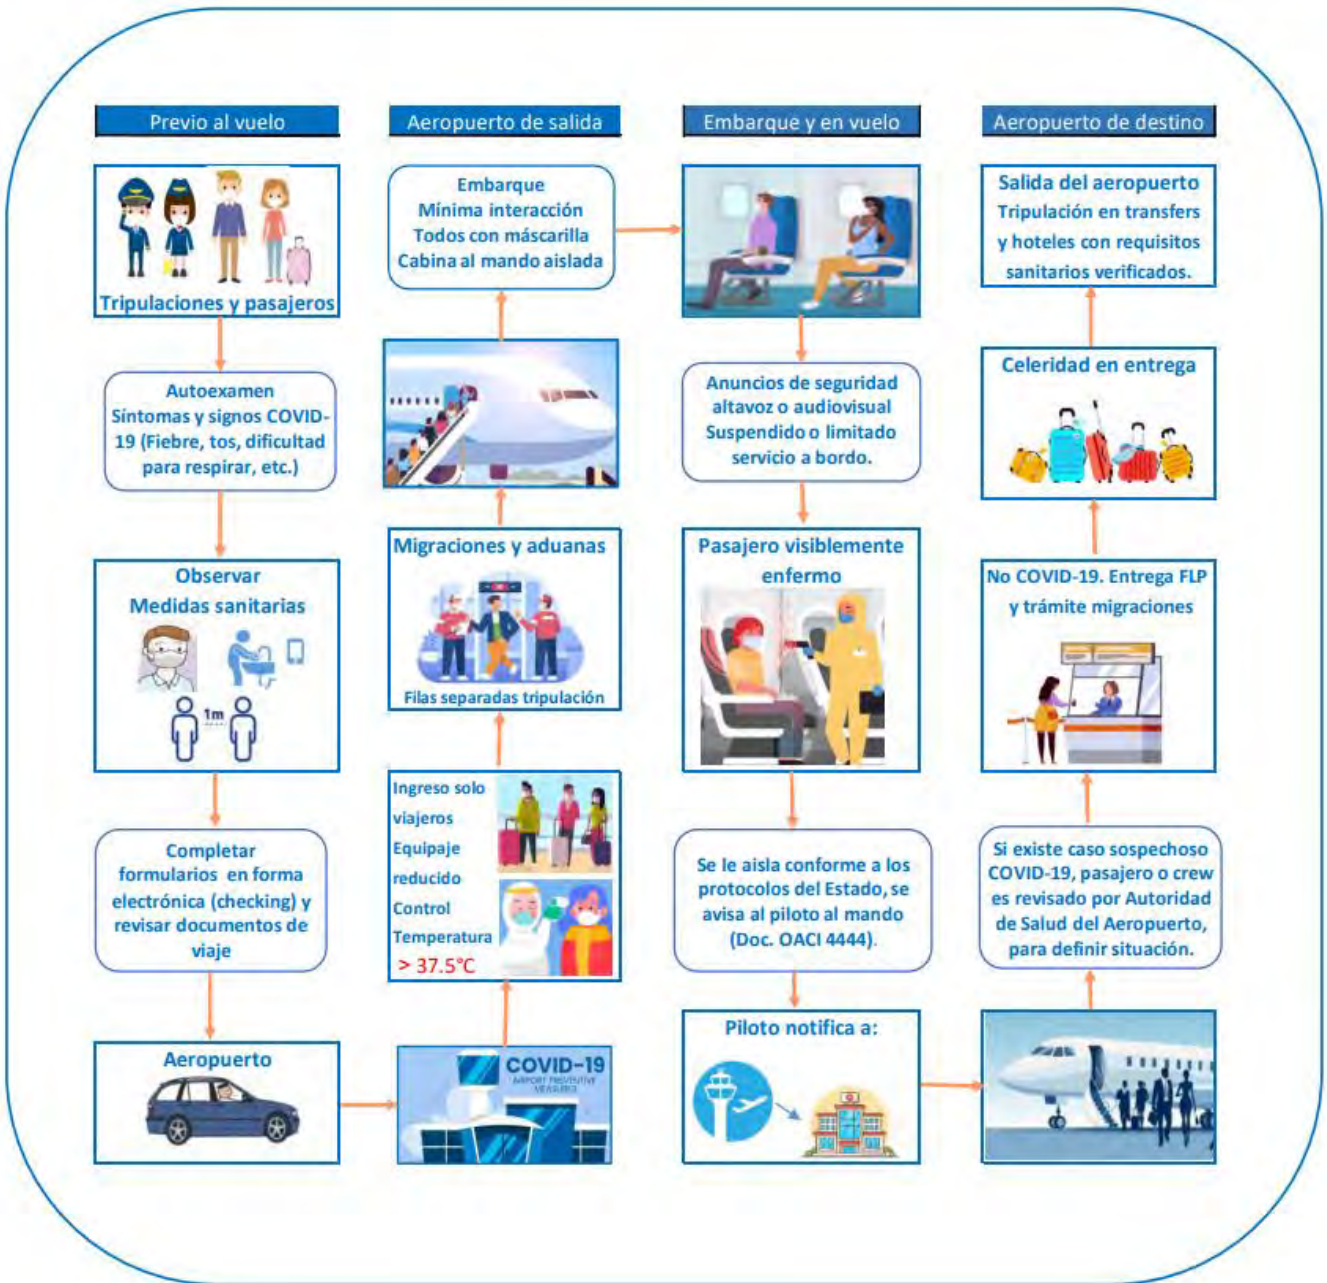 Previo al vuelo
Tripulaciones y pasajeros
Autoexamen
Síntomas y signos COVID-
19 (Fiebre, tos, dificultad
para respirar, etc.)
Observar
Medidas sanitarias
1m
Completar
formularios en forma
electrónica (checking) y
revisar documentos de
viaje
Aeropuerto
Aeropuerto de salida
COVID-19
AIRPORT PREVENTIVE
MEASURES
Ingreso solo
viajeros
Equipaje
reducido
Control
Temperatura
> 37.5°C
Migraciones y aduanas
Filas separadas tripulación
Embarque
Mínima interacción
Todos con máscarilla
Cabina al mando aislada
Embarque y en vuelo
Anuncios de seguridad
altavoz o audiovisual
Suspendido o limitado
servicio a bordo.
Pasajero visiblemente
enfermo
Se le aisla conforme a los
protocolos del Estado, se
avisa al piloto al mando
(Doc. OACI 4444).
Piloto notifica a:
Aeropuerto de destino
Si existe caso sospechoso
COVID-19, pasajero o crew
es revisado por Autoridad
de Salud del Aeropuerto,
para definir situación.
No COVID-19. Entrega FLP
y trámite migraciones
Celeridad en entrega
Salida del aeropuerto
Tripulación en transfers
y hoteles con requisitos
sanitarios verificados.